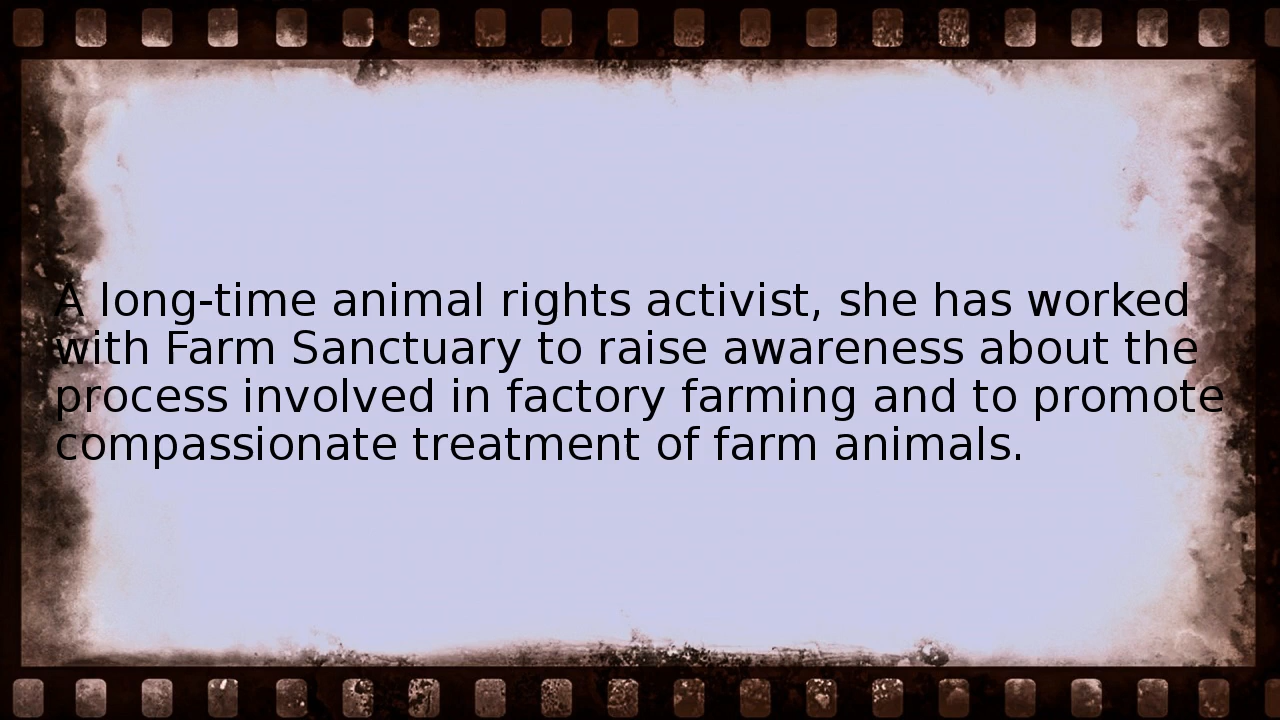 A long-time animal rights activist, she has worked
with Farm Sanctuary to raise awareness about the
process involved in factory farming and to promote
compassionate treatment of farm animals.